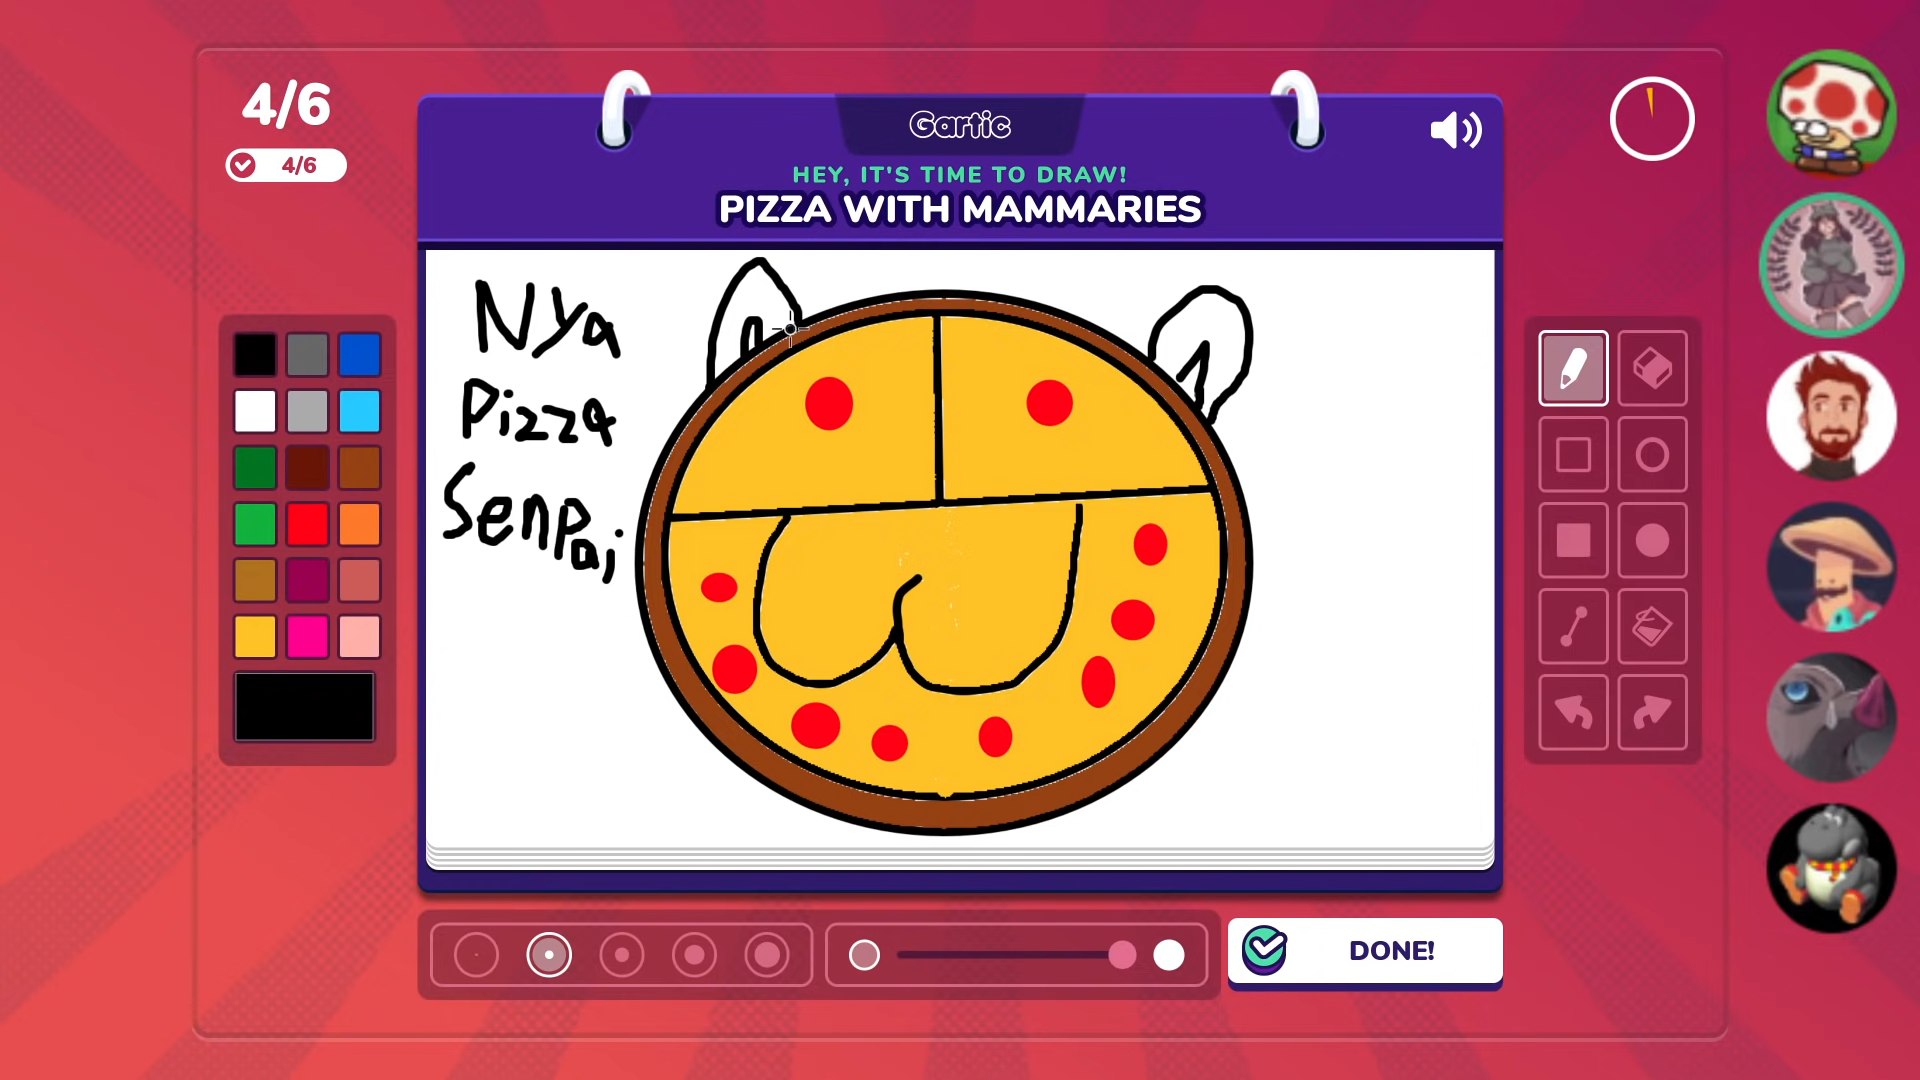 4/6
4/6
Gartic
HEY, IT'S TIME TO DRAW!
PIZZA WITH MAMMARIES
Nya
Pizza
Senpai
DONE!